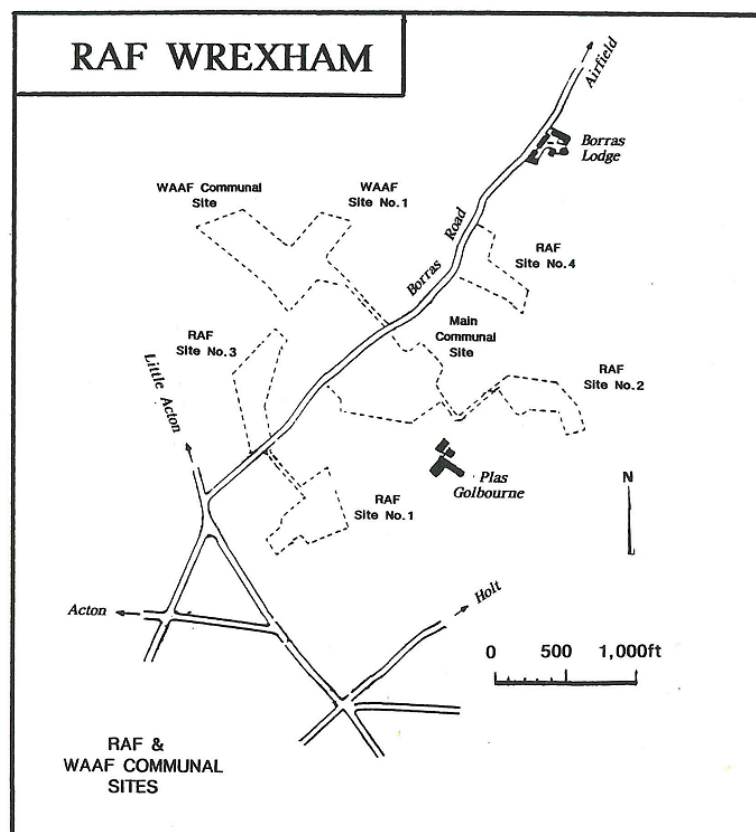 RAF WREXHAM
Airfield
Borras
Lodge
WAAF Communal
Site
WAAF
Site No.1
Borras Road
RAF
Site No.4
Main
Communal
Site
RAF
Site No.3
RAF
Site No.2
Little Acton
Plas
Golbourne
RAF
Site No.1
N
Acton
Holt
0 500 1,000ft
RAF &
WAAF COMMUNAL
SITES